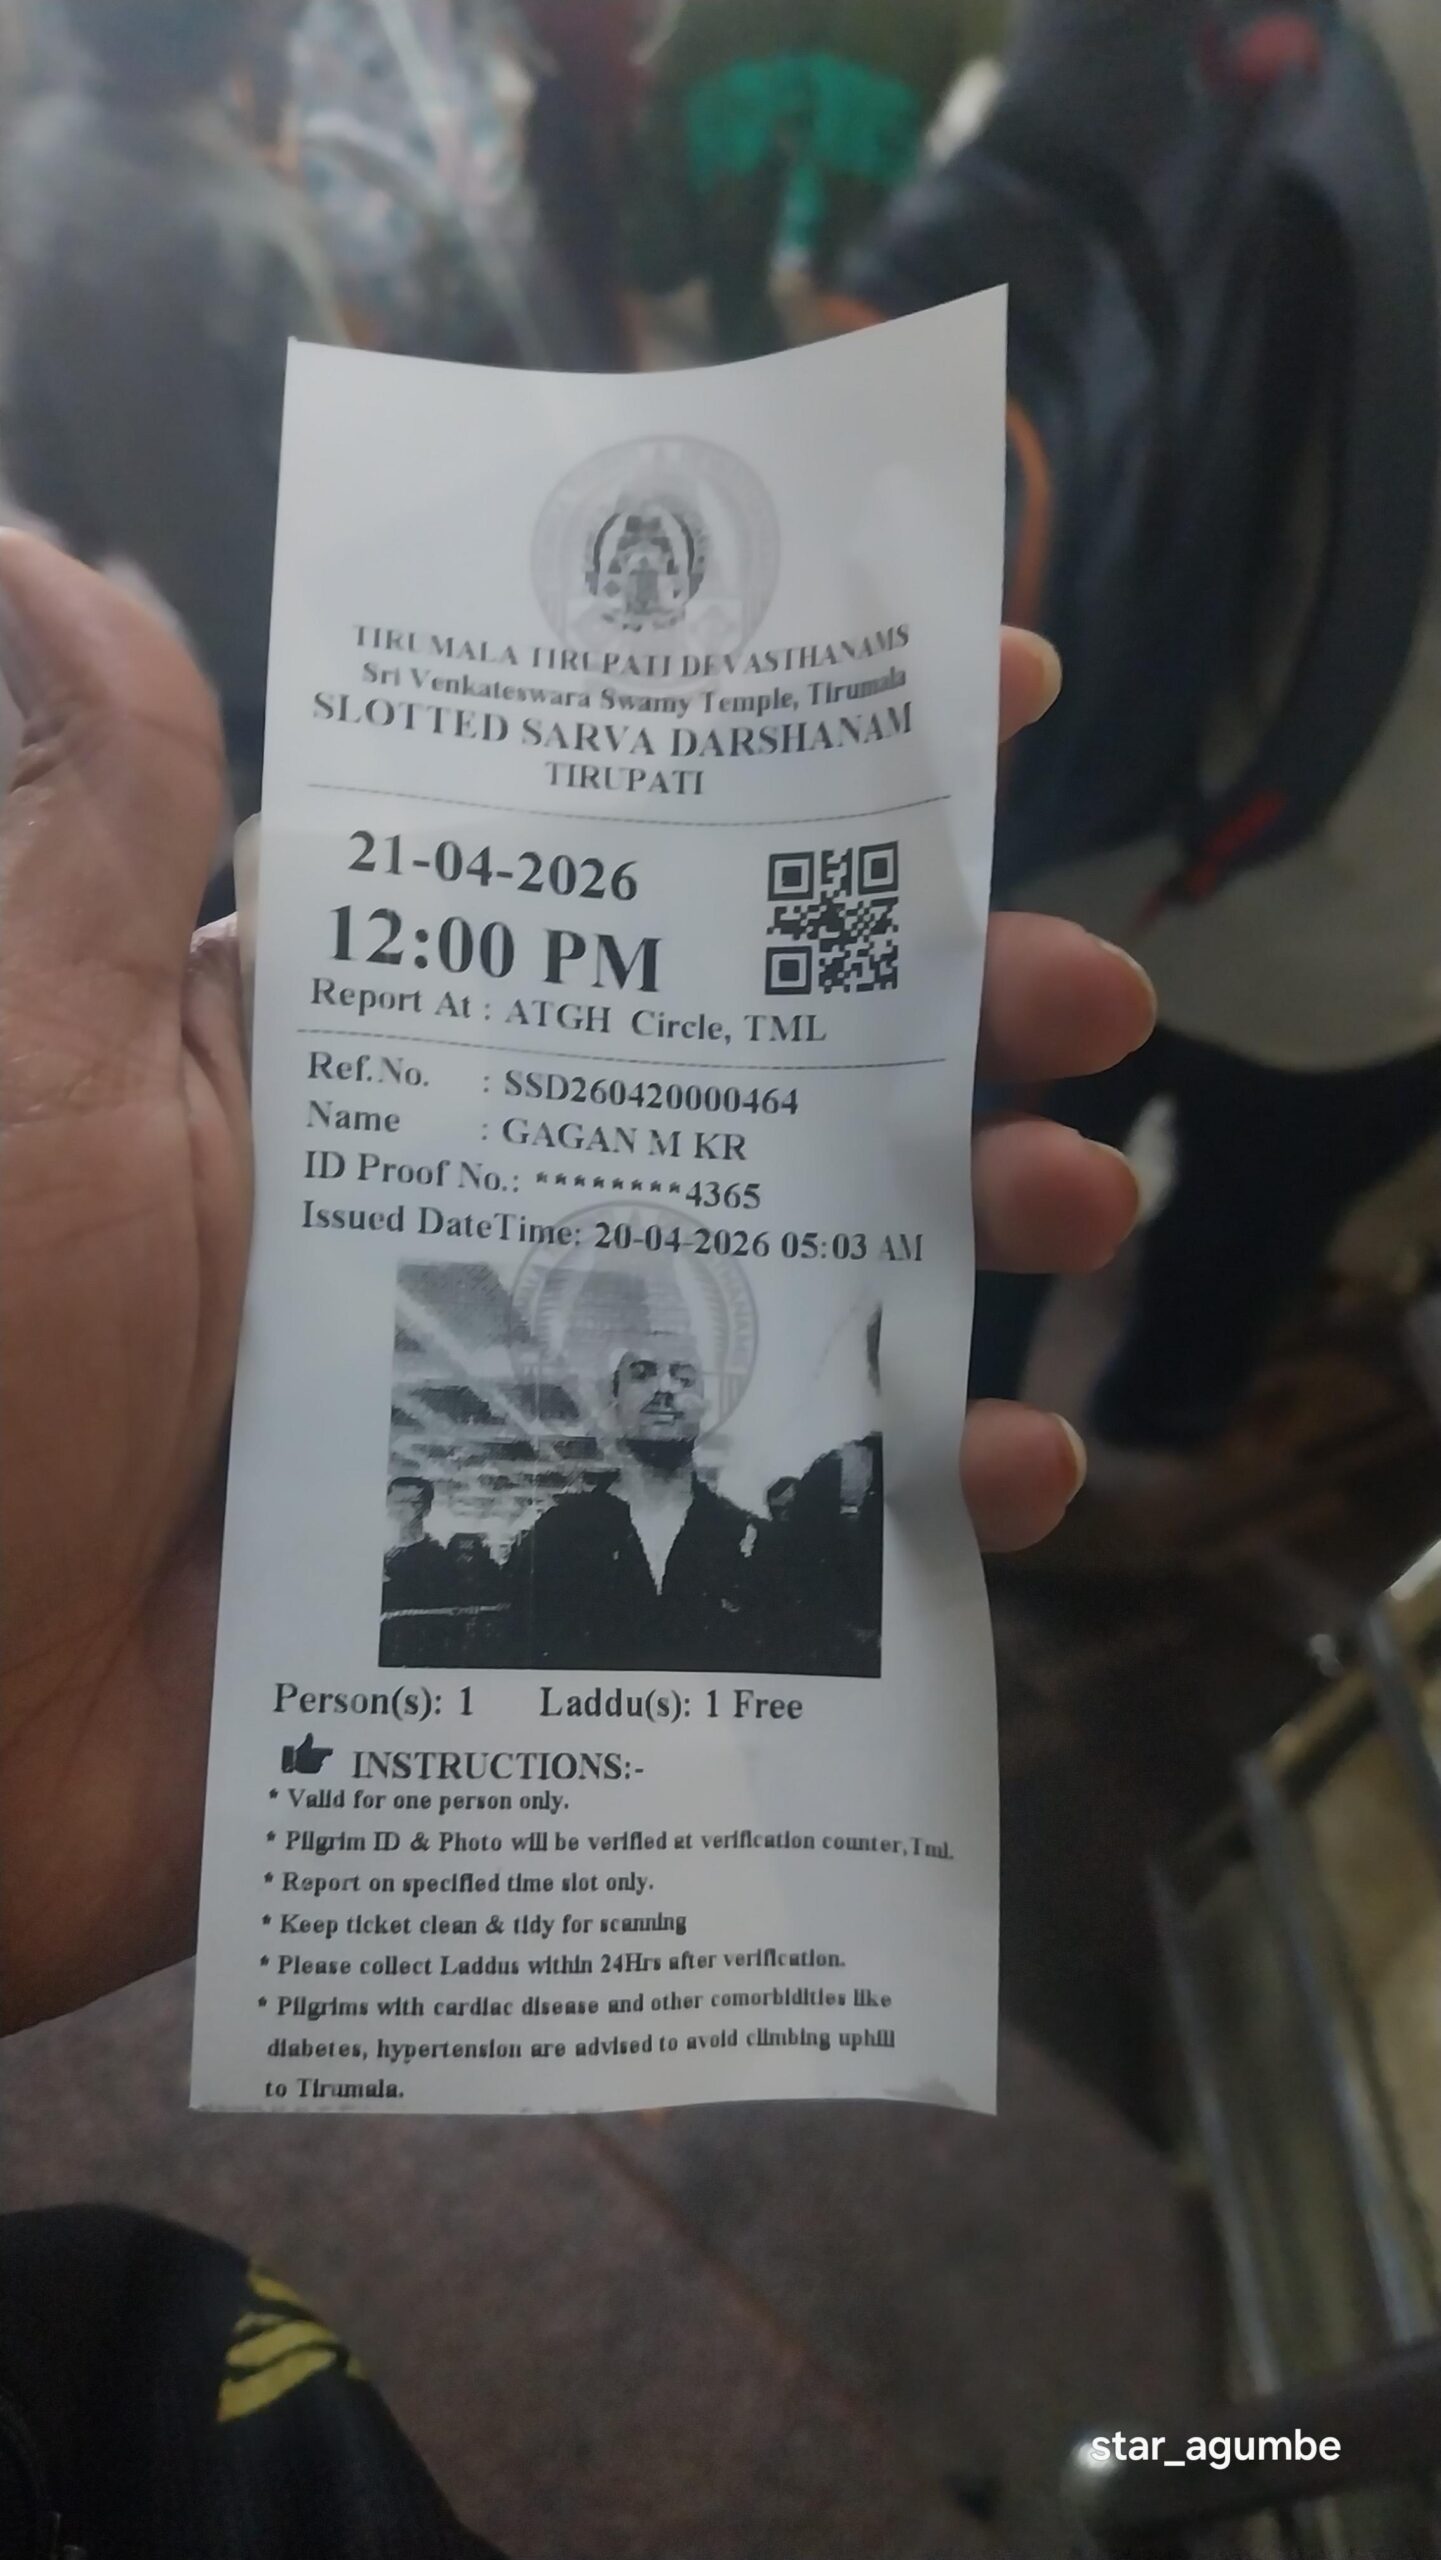 TIRUMALA TIRUPATI DEVASTHANAMS
Sri Venkateswara Swamy Temple, Tirumala
SLOTTED SARVA DARSHANAM
TIRUPATI
21-04-2026
12:00 PM
Report At : ATGH Circle, TML
Ref.No. : SSD260420000464
Name : GAGAN M KR
ID Proof No.: ********4365
Issued DateTime: 20-04-2026 05:03 AM
Person(s): 1 Laddu(s): 1 Free
INSTRUCTIONS:-
* Valid for one person only.
* Pilgrim ID & Photo will be verified at verification counter,Tml.
* Report on specified time slot only.
* Keep ticket clean & tidy for scanning
* Please collect Laddus within 24Hrs after verification.
* Pilgrims with cardiac disease and other comorbidities like
diabetes, hypertension are advised to avoid climbing uphill
to Tirumala.
star_agumbe